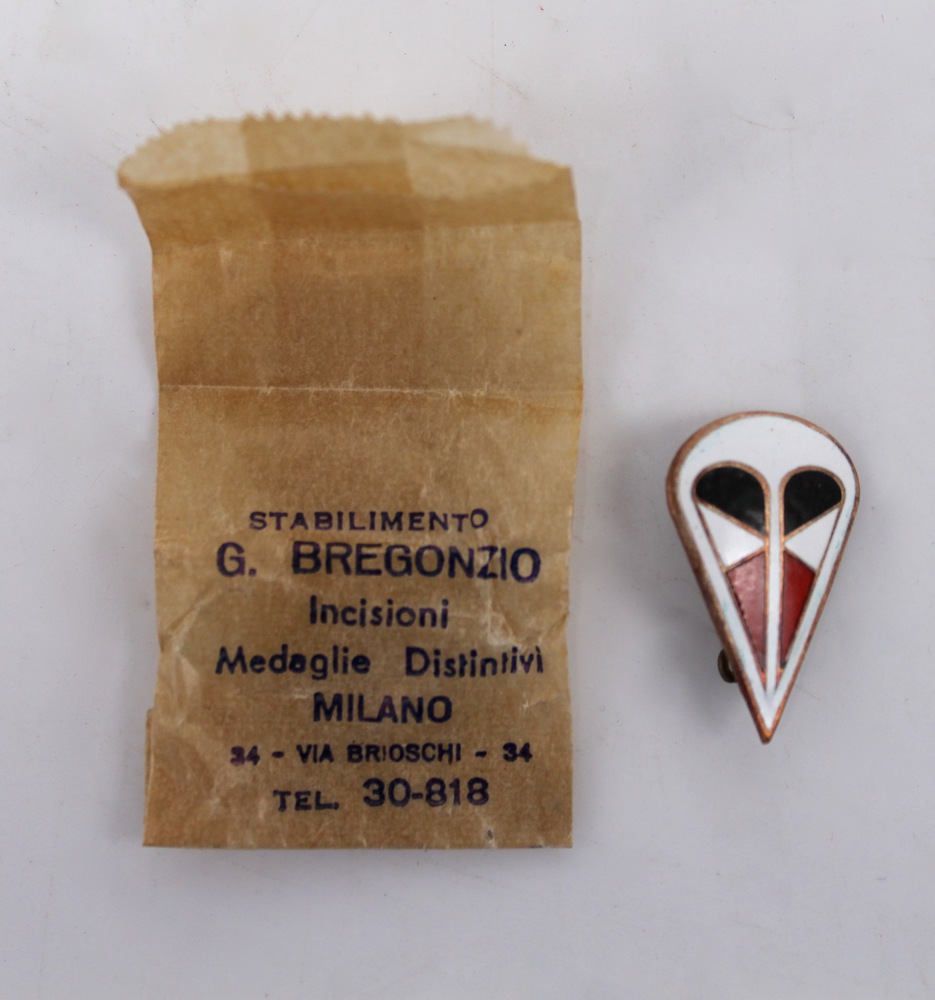 STABILIMENTO
G. BREGONZIO
Incisioni
Medaglie Distintivi
MILANO
34 - VIA BRIOSCHI - 34
TEL. 30-818